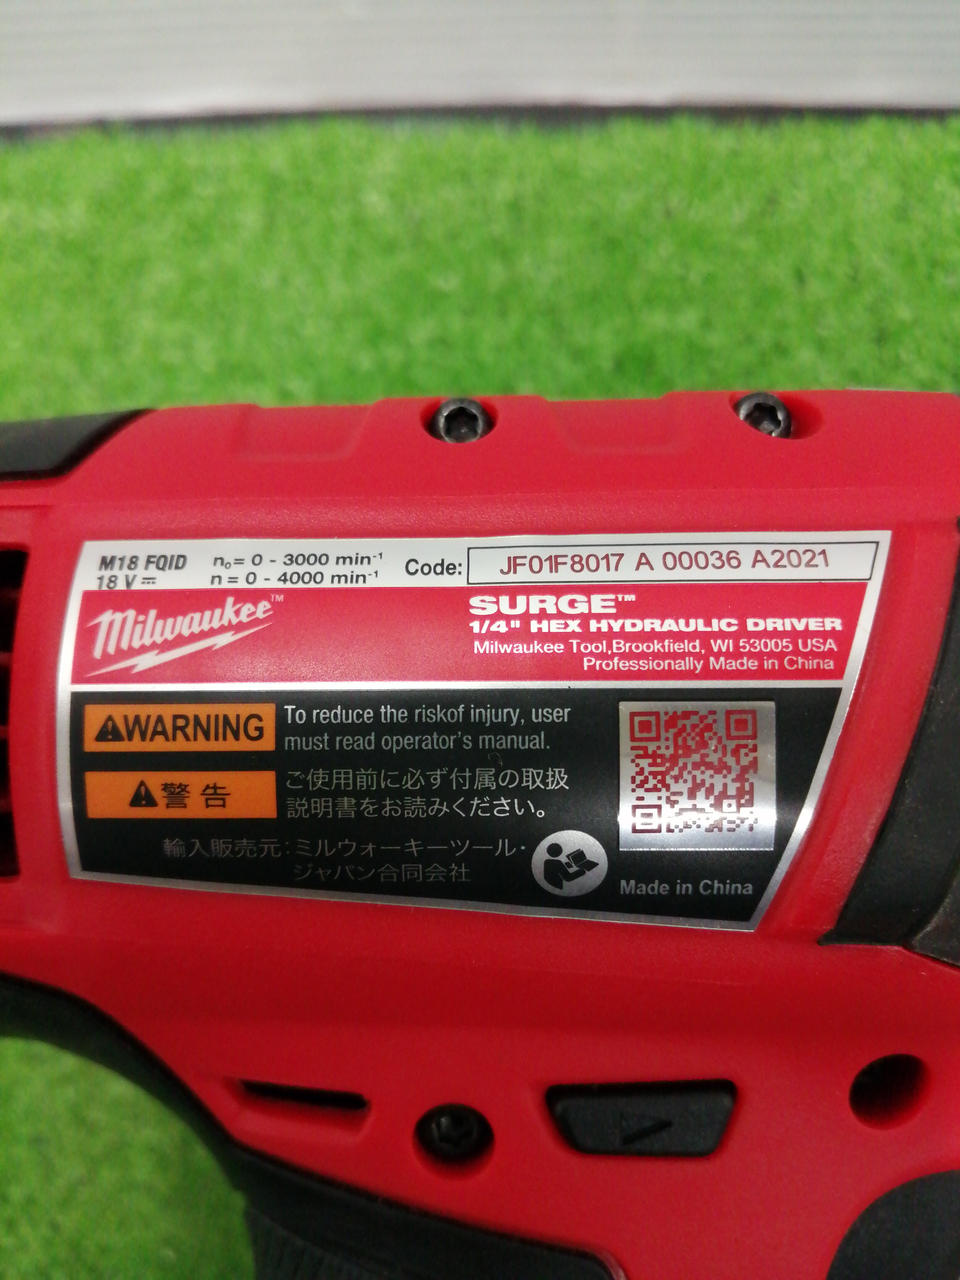 M18 FQID n₀= 0 - 3000 min⁻¹ Code: JF01F8017 A 00036 A2021
18 V ⎓ n = 0 - 4000 min⁻¹
Milwaukee™
SURGE™
1/4" HEX HYDRAULIC DRIVER
Milwaukee Tool,Brookfield, WI 53005 USA
Professionally Made in China
WARNING
To reduce the riskof injury, user
must read operator's manual.
警告
ご使用前に必ず付属の取扱
説明書をお読みください。
輸入販売元:ミルウォーキーツール・
ジャパン合同会社
Made in China